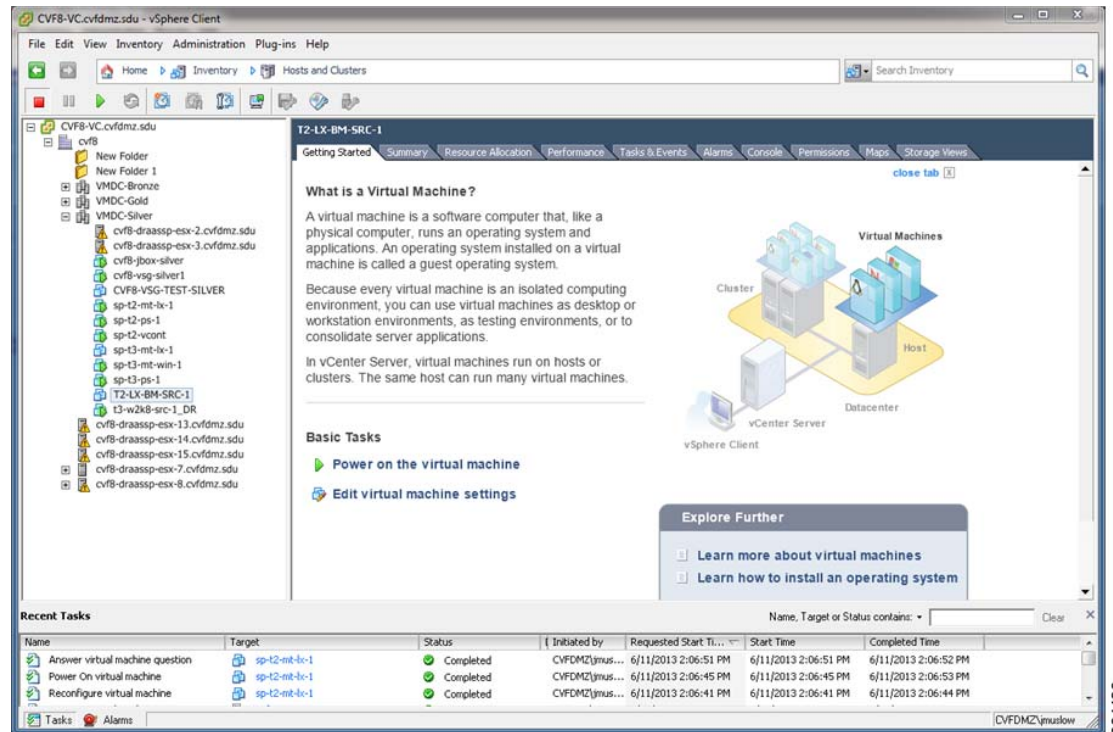 CVF8-VC.cvfdmz.sdu - vSphere Client
File Edit View Inventory Administration Plug-ins Help
Home Inventory Hosts and Clusters
Search Inventory
CVF8-VC.cvfdmz.sdu
cvf8
New Folder
New Folder 1
VMDC-Bronze
VMDC-Gold
VMDC-Silver
cvf8-draassp-esx-2.cvfdmz.sdu
cvf8-draassp-esx-3.cvfdmz.sdu
cvf8-jbox-silver
cvf8-vsg-silver1
CVF8-VSG-TEST-SILVER
sp-t2-mt-lx-1
sp-t2-ps-1
sp-t2-vcont
sp-t3-mt-lx-1
sp-t3-mt-win-1
sp-t3-ps-1
T2-LX-BM-SRC-1
t3-w2k8-src-1_DR
cvf8-draassp-esx-13.cvfdmz.sdu
cvf8-draassp-esx-14.cvfdmz.sdu
cvf8-draassp-esx-15.cvfdmz.sdu
cvf8-draassp-esx-7.cvfdmz.sdu
cvf8-draassp-esx-8.cvfdmz.sdu
T2-LX-BM-SRC-1
Getting Started Summary Resource Allocation Performance Tasks & Events Alarms Console Permissions Maps Storage Views
close tab
What is a Virtual Machine?
A virtual machine is a software computer that, like a
physical computer, runs an operating system and
applications. An operating system installed on a virtual
machine is called a guest operating system.
Because every virtual machine is an isolated computing
environment, you can use virtual machines as desktop or
workstation environments, as testing environments, or to
consolidate server applications.
In vCenter Server, virtual machines run on hosts or
clusters. The same host can run many virtual machines.
Virtual Machines
Cluster
Host
Datacenter
vCenter Server
vSphere Client
Basic Tasks
Power on the virtual machine
Edit virtual machine settings
Explore Further
Learn more about virtual machines
Learn how to install an operating system
Recent Tasks
Name, Target or Status contains:
Clear
Name Target Status Initiated by Requested Start Ti... Start Time Completed Time
Answer virtual machine question sp-t2-mt-lx-1 Completed CVFDMZ\jmus... 6/11/2013 2:06:51 PM 6/11/2013 2:06:51 PM 6/11/2013 2:06:52 PM
Power On virtual machine sp-t2-mt-lx-1 Completed CVFDMZ\jmus... 6/11/2013 2:06:45 PM 6/11/2013 2:06:45 PM 6/11/2013 2:06:53 PM
Reconfigure virtual machine sp-t2-mt-lx-1 Completed CVFDMZ\jmus... 6/11/2013 2:06:41 PM 6/11/2013 2:06:41 PM 6/11/2013 2:06:44 PM
Tasks Alarms
CVFDMZ\jmuslow